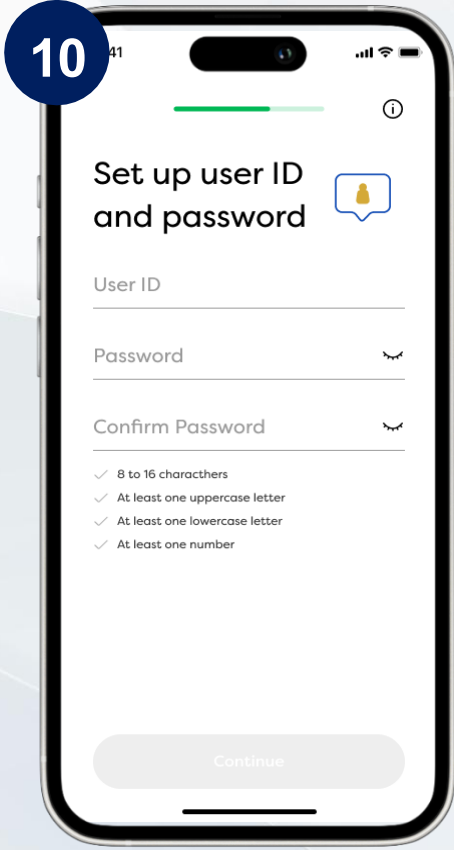 10
41
Set up user ID
and password
User ID
Password
Confirm Password
8 to 16 characthers
At least one uppercase letter
At least one lowercase letter
At least one number
Continue